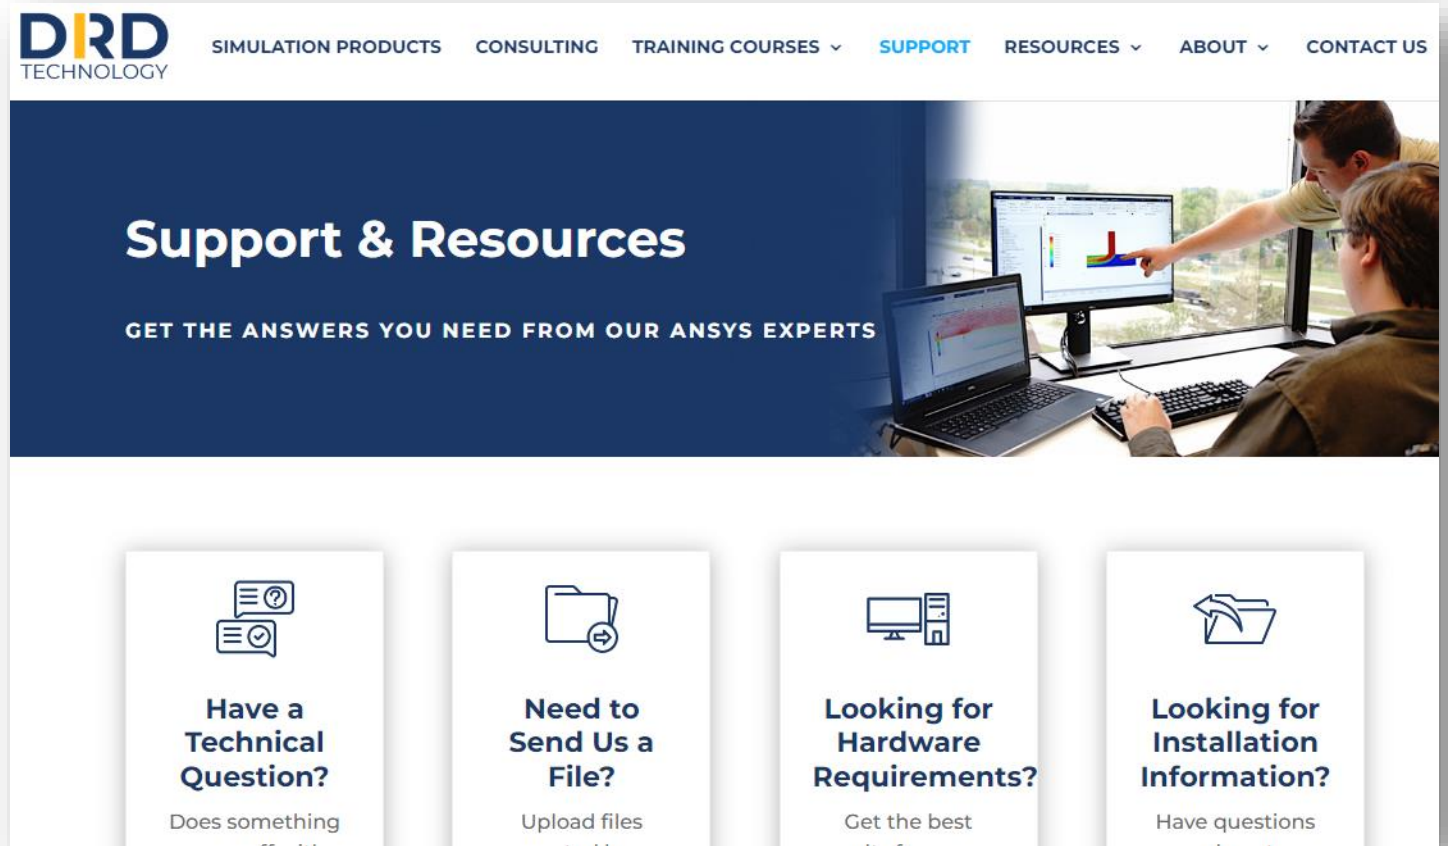 DRD
TECHNOLOGY
SIMULATION PRODUCTS CONSULTING TRAINING COURSES SUPPORT RESOURCES ABOUT CONTACT US
Support & Resources
GET THE ANSWERS YOU NEED FROM OUR ANSYS EXPERTS
Have a
Technical
Question?
Does something
Need to
Send Us a
File?
Upload files
Looking for
Hardware
Requirements?
Get the best
Looking for
Installation
Information?
Have questions